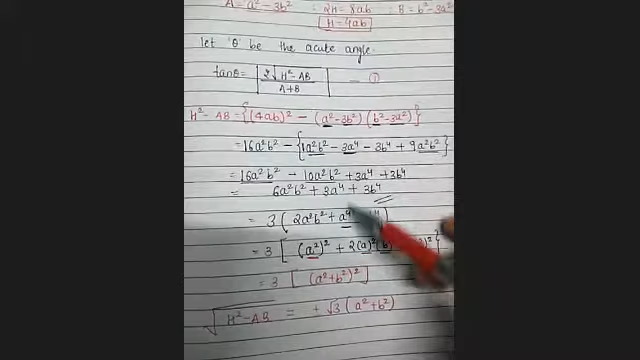 A = a² - 3b² : 2H = 8ab : B = b² - 3a²
H = 4ab
let 'θ' be the acute angle.
tanθ = | 2√H²-AB / A+B | — ①
H² - AB = {(4ab)² - (a² - 3b²) (b² - 3a²)}
= 16a²b² - {1a²b² - 3a⁴ - 3b⁴ + 9a²b²}
= 16a²b² - 10a²b² + 3a⁴ + 3b⁴
= 6a²b² + 3a⁴ + 3b⁴
= 3 ( 2a²b² + a⁴ )
= 3 [ (a²)² + 2(a)²(b )² }
= 3 [ (a² + b²)² ]
√H² - AB = + √3 (a² + b²)